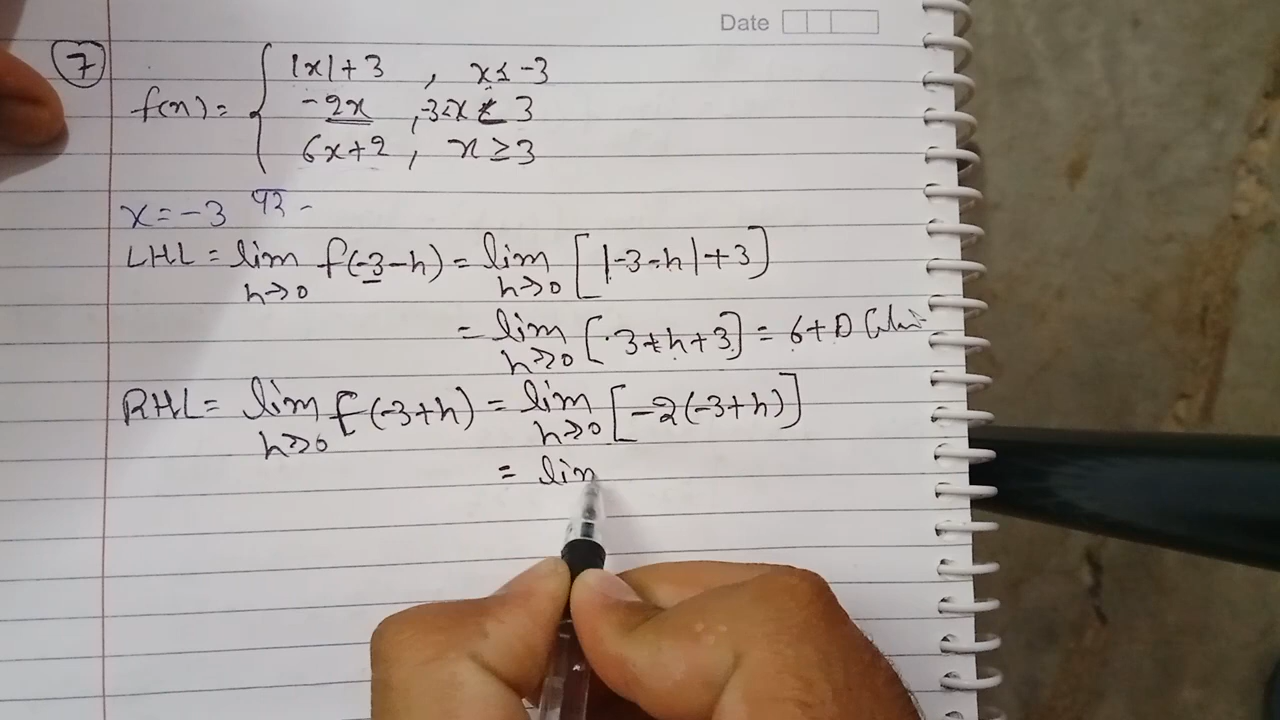 Date
7
|x|+3 , x ≤ -3
f(x) = { -2x , -3<x < 3
6x+2 , x ≥ 3
x = -3 पर -
LHL = lim h→0 f(-3-h) = lim h→0 [|-3-h|+3]
= lim h→0 [3+h+3] = 6+0
RHL = lim h→0 f(-3+h) = lim h→0 [-2(-3+h)]
= lim